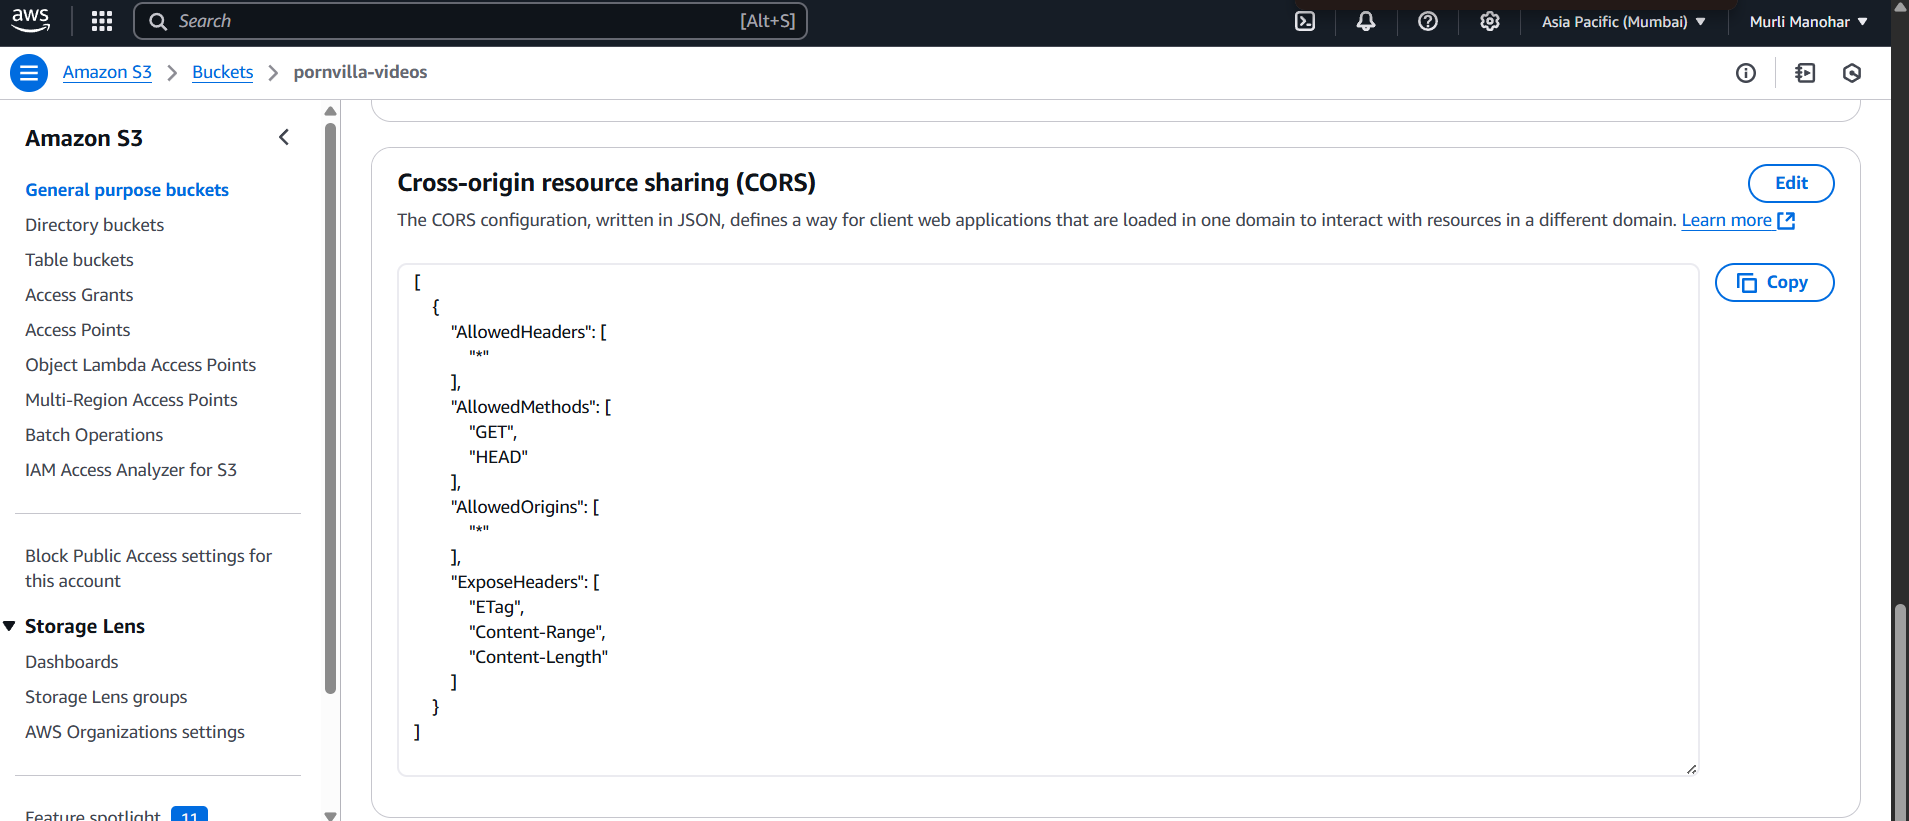 aws
Search [Alt+S]
Asia Pacific (Mumbai)
Murli Manohar
Amazon S3
Buckets
pornvilla-videos
Amazon S3
General purpose buckets
Directory buckets
Table buckets
Access Grants
Access Points
Object Lambda Access Points
Multi-Region Access Points
Batch Operations
IAM Access Analyzer for S3
Block Public Access settings for
this account
Storage Lens
Dashboards
Storage Lens groups
AWS Organizations settings
Feature spotlight 11
Cross-origin resource sharing (CORS)
Edit
The CORS configuration, written in JSON, defines a way for client web applications that are loaded in one domain to interact with resources in a different domain. Learn more
Copy
[
{
"AllowedHeaders": [
"*"
],
"AllowedMethods": [
"GET",
"HEAD"
],
"AllowedOrigins": [
"*"
],
"ExposeHeaders": [
"ETag",
"Content-Range",
"Content-Length"
]
}
]